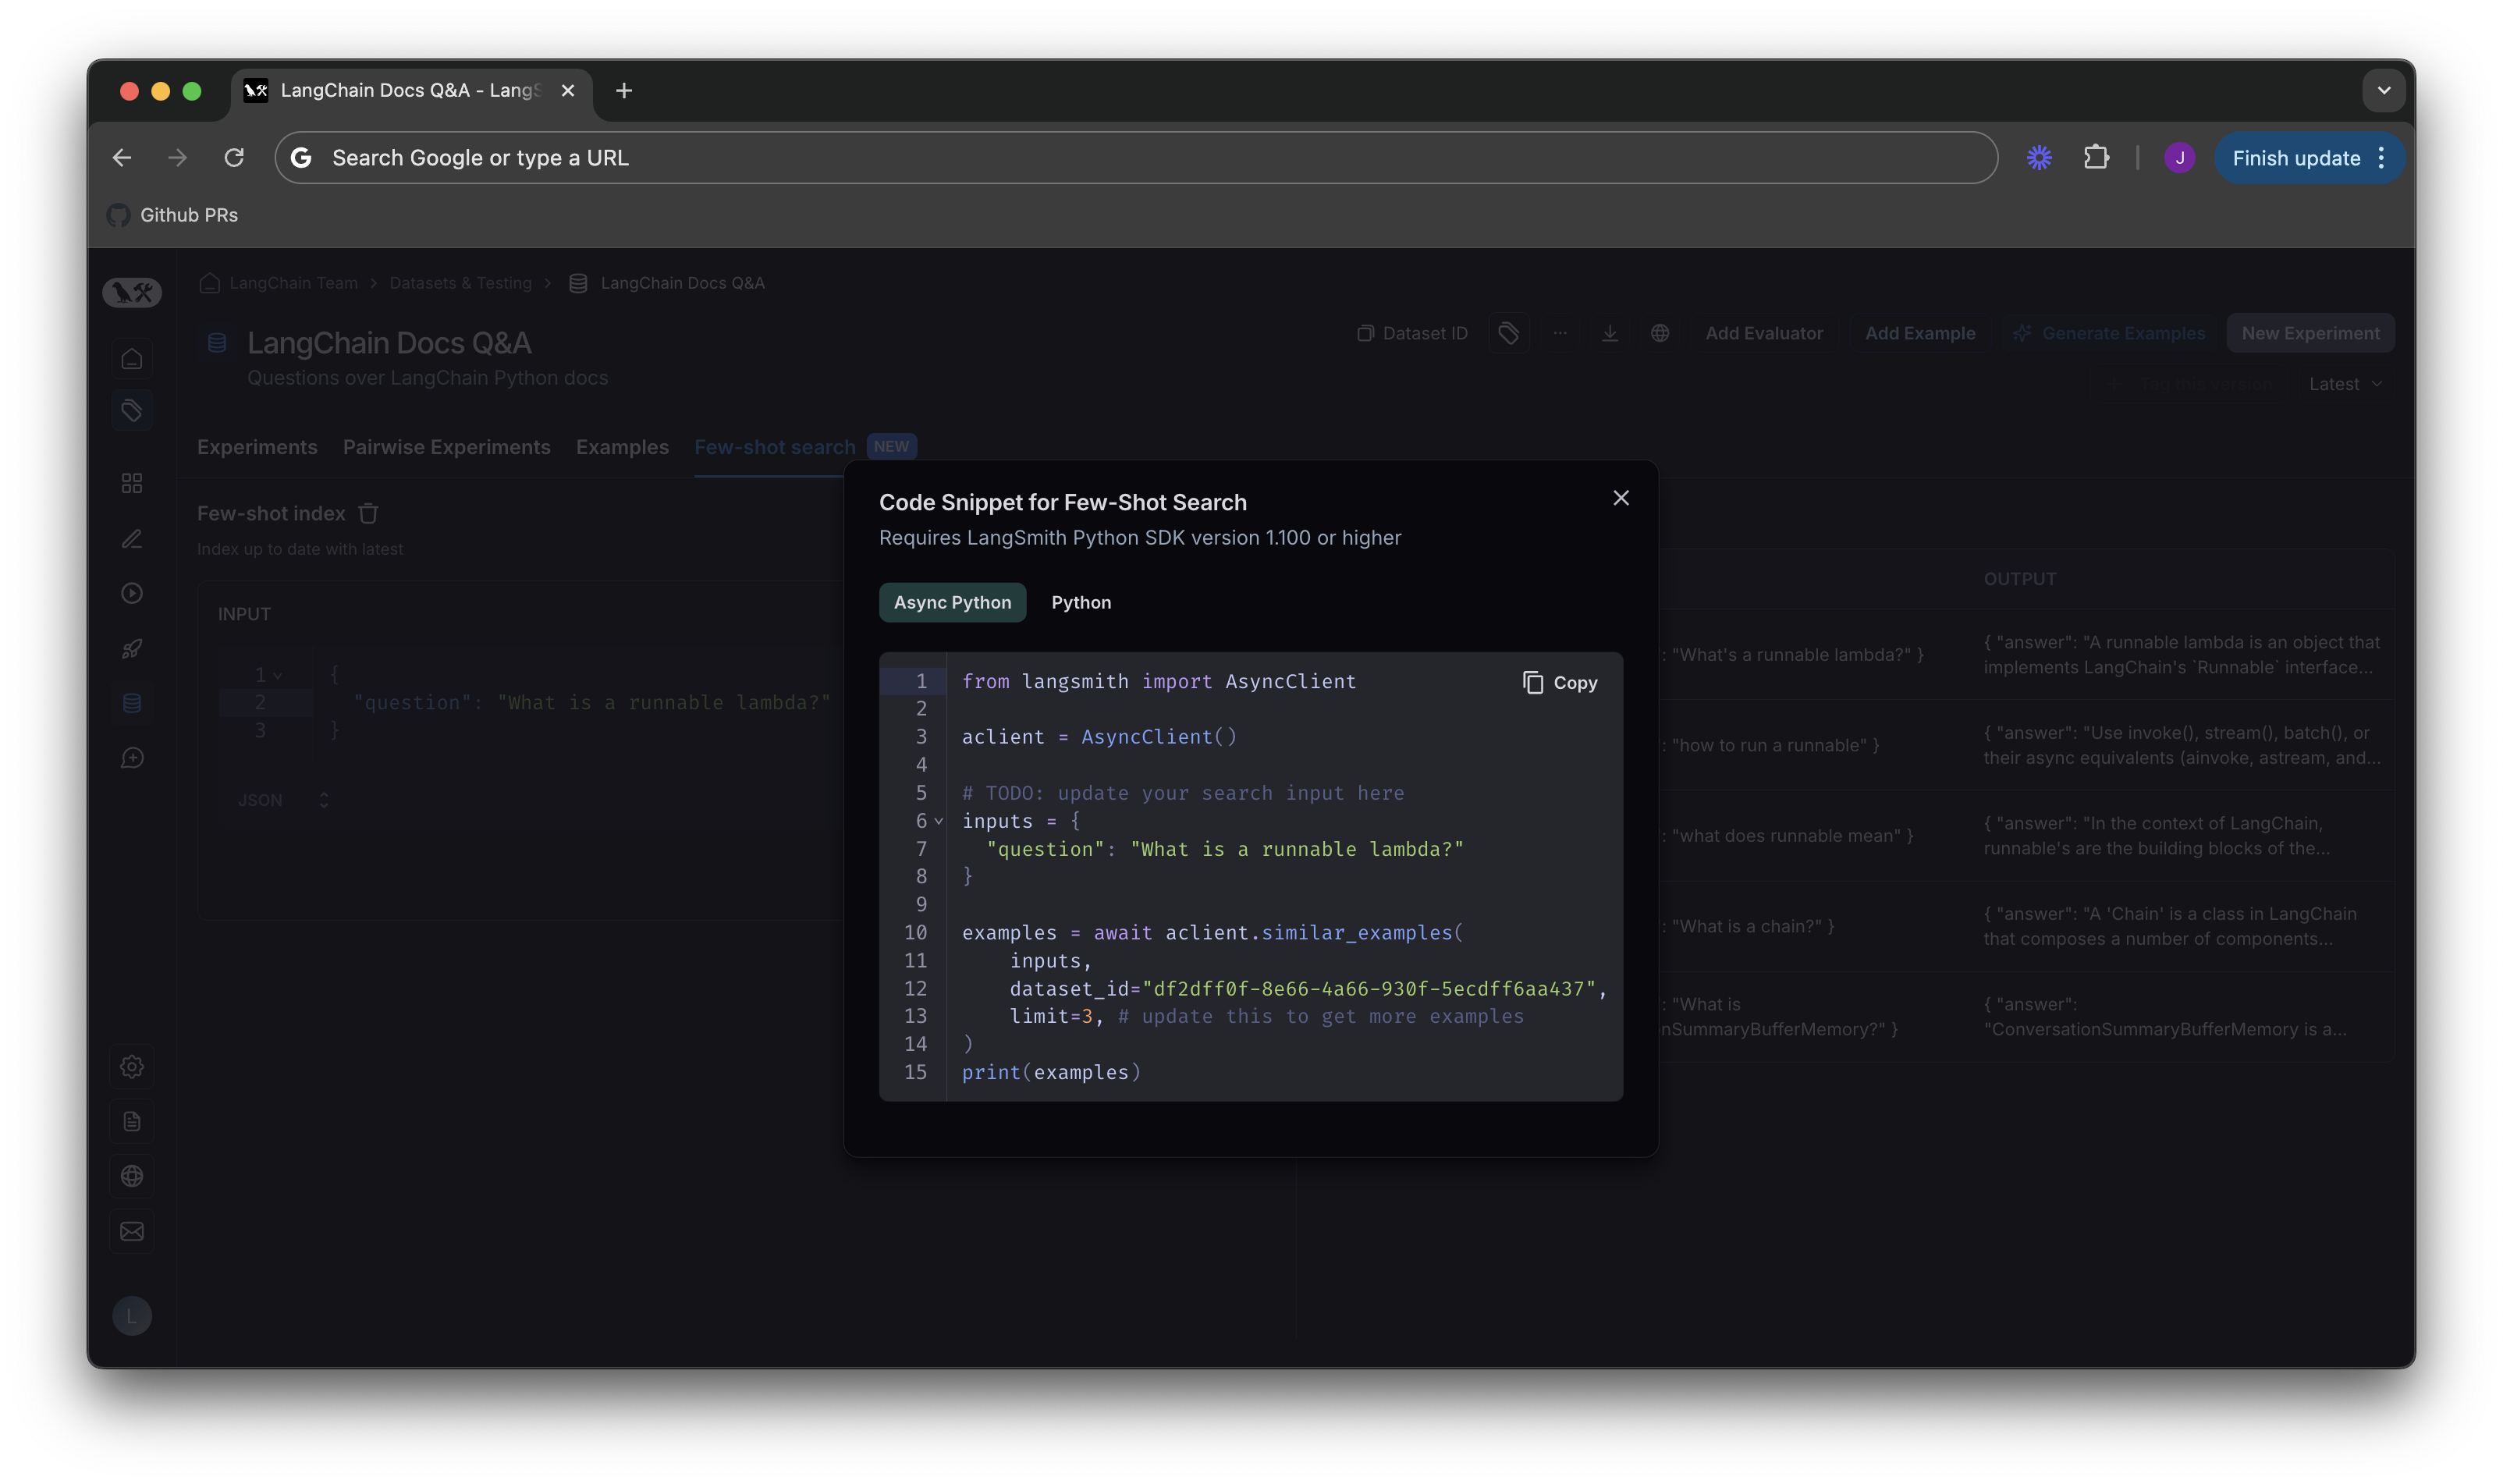 LangChain Docs Q&A - LangS
Search Google or type a URL
J
Finish update
Github PRs
LangChain Team > Datasets & Testing > LangChain Docs Q&A
LangChain Docs Q&A
Questions over LangChain Python docs
Dataset ID
Add Evaluator
Add Example
Generate Examples
New Experiment
Tag this version
Latest
Experiments
Pairwise Experiments
Examples
Few-shot search
NEW
Few-shot index
Index up to date with latest
INPUT
1 {
2 "question": "What is a runnable lambda?"
3 }
JSON
L
Code Snippet for Few-Shot Search
Requires LangSmith Python SDK version 1.100 or higher
Async Python
Python
Copy
1 from langsmith import AsyncClient
2
3 aclient = AsyncClient()
4
5 # TODO: update your search input here
6 inputs = {
7 "question": "What is a runnable lambda?"
8 }
9
10 examples = await aclient.similar_examples(
11 inputs,
12 dataset_id="df2dff0f-8e66-4a66-930f-5ecdff6aa437",
13 limit=3, # update this to get more examples
14 )
15 print(examples)
OUTPUT
: "What's a runnable lambda?" }
{ "answer": "A runnable lambda is an object that
implements LangChain's `Runnable` interface...
: "how to run a runnable" }
{ "answer": "Use invoke(), stream(), batch(), or
their async equivalents (ainvoke, astream, and...
: "what does runnable mean" }
{ "answer": "In the context of LangChain,
runnable's are the building blocks of the...
: "What is a chain?" }
{ "answer": "A 'Chain' is a class in LangChain
that composes a number of components...
: "What is
nSummaryBufferMemory?" }
{ "answer":
"ConversationSummaryBufferMemory is a...